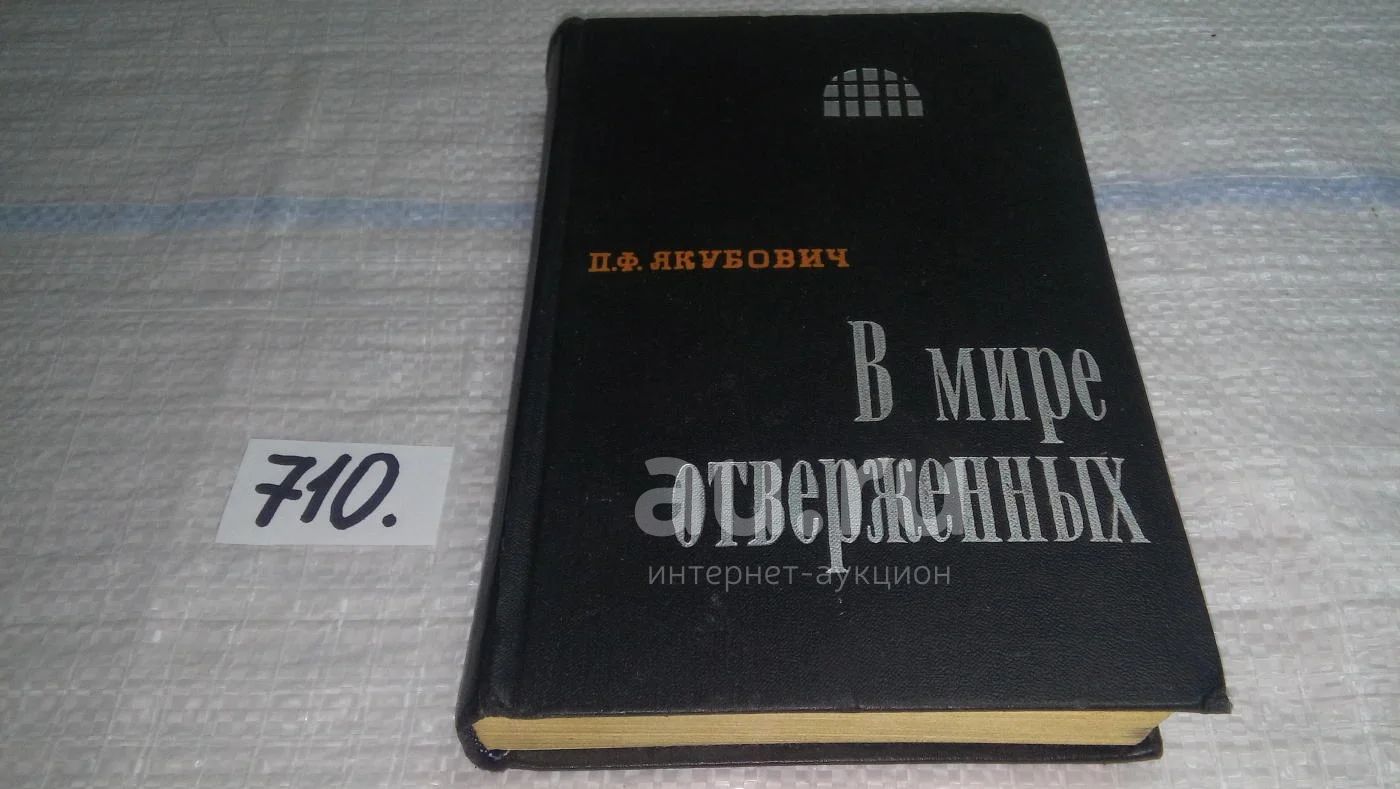 П.Ф. ЯКУБОВИЧ
В мире
отверженных
710.
интернет-аукцион